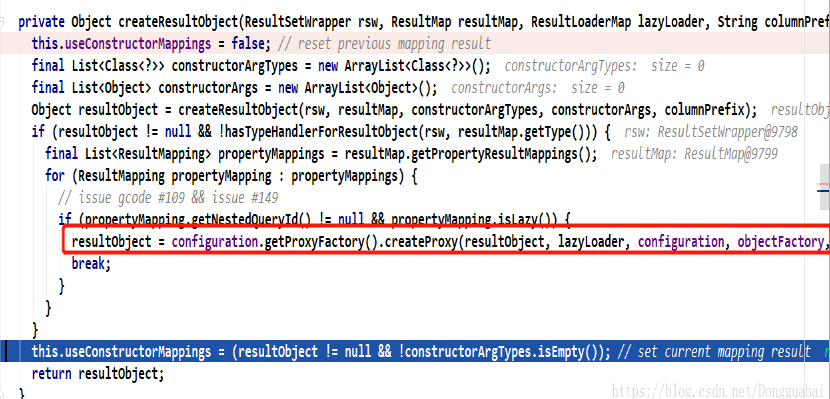 private Object createResultObject(ResultSetWrapper rsw, ResultMap resultMap, ResultLoaderMap lazyLoader, String columnPref
this.useConstructorMappings = false; // reset previous mapping result
final List<Class<?>> constructorArgTypes = new ArrayList<Class<?>>();  constructorArgTypes:  size = 0
final List<Object> constructorArgs = new ArrayList<Object>();  constructorArgs:  size = 0
Object resultObject = createResultObject(rsw, resultMap, constructorArgTypes, constructorArgs, columnPrefix);  resultObj
if (resultObject != null && !hasTypeHandlerForResultObject(rsw, resultMap.getType())) {  rsw: ResultSetWrapper@9798
final List<ResultMapping> propertyMappings = resultMap.getPropertyResultMappings();  resultMap: ResultMap@9799
for (ResultMapping propertyMapping : propertyMappings) {
// issue gcode #109 && issue #149
if (propertyMapping.getNestedQueryId() != null && propertyMapping.isLazy()) {
resultObject = configuration.getProxyFactory().createProxy(resultObject, lazyLoader, configuration, objectFactory,
break;
}
}
}
this.useConstructorMappings = (resultObject != null && !constructorArgTypes.isEmpty()); // set current mapping result
return resultObject;
}
https://blog.csdn.net/Dongguabai